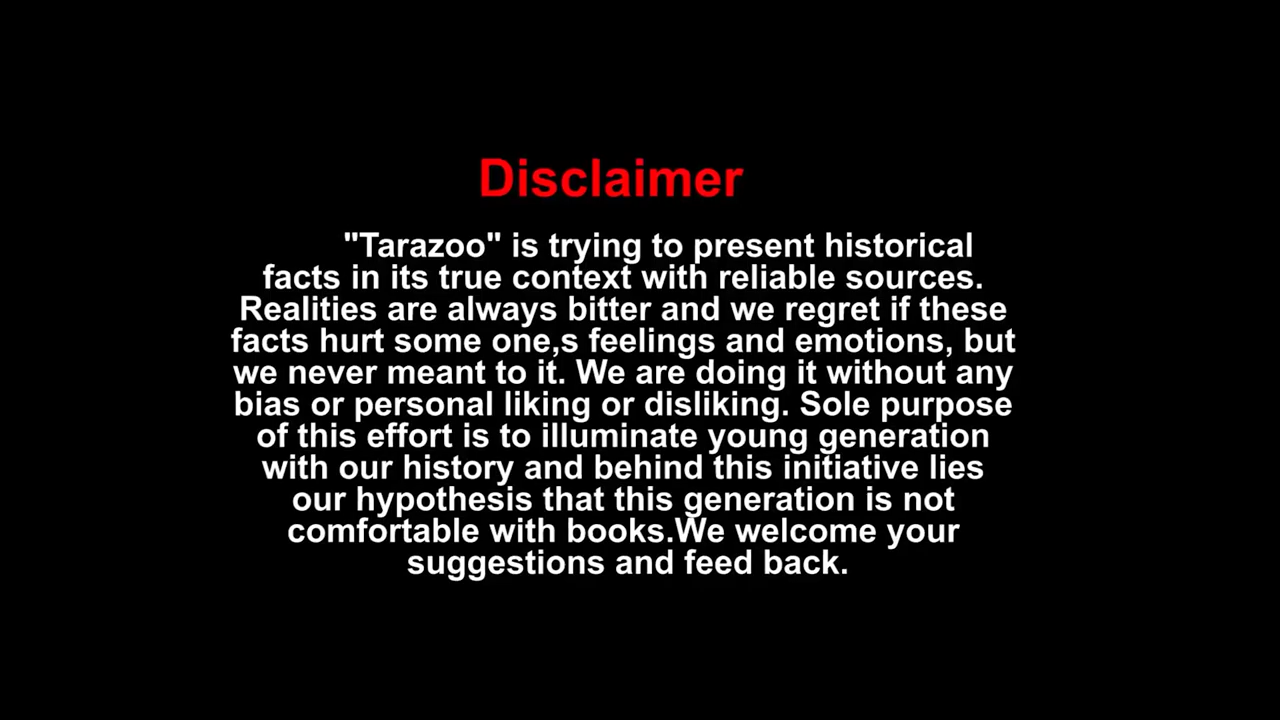 Disclaimer
"Tarazoo" is trying to present historical
facts in its true context with reliable sources.
Realities are always bitter and we regret if these
facts hurt some one,s feelings and emotions, but
we never meant to it. We are doing it without any
bias or personal liking or disliking. Sole purpose
of this effort is to illuminate young generation
with our history and behind this initiative lies
our hypothesis that this generation is not
comfortable with books.We welcome your
suggestions and feed back.